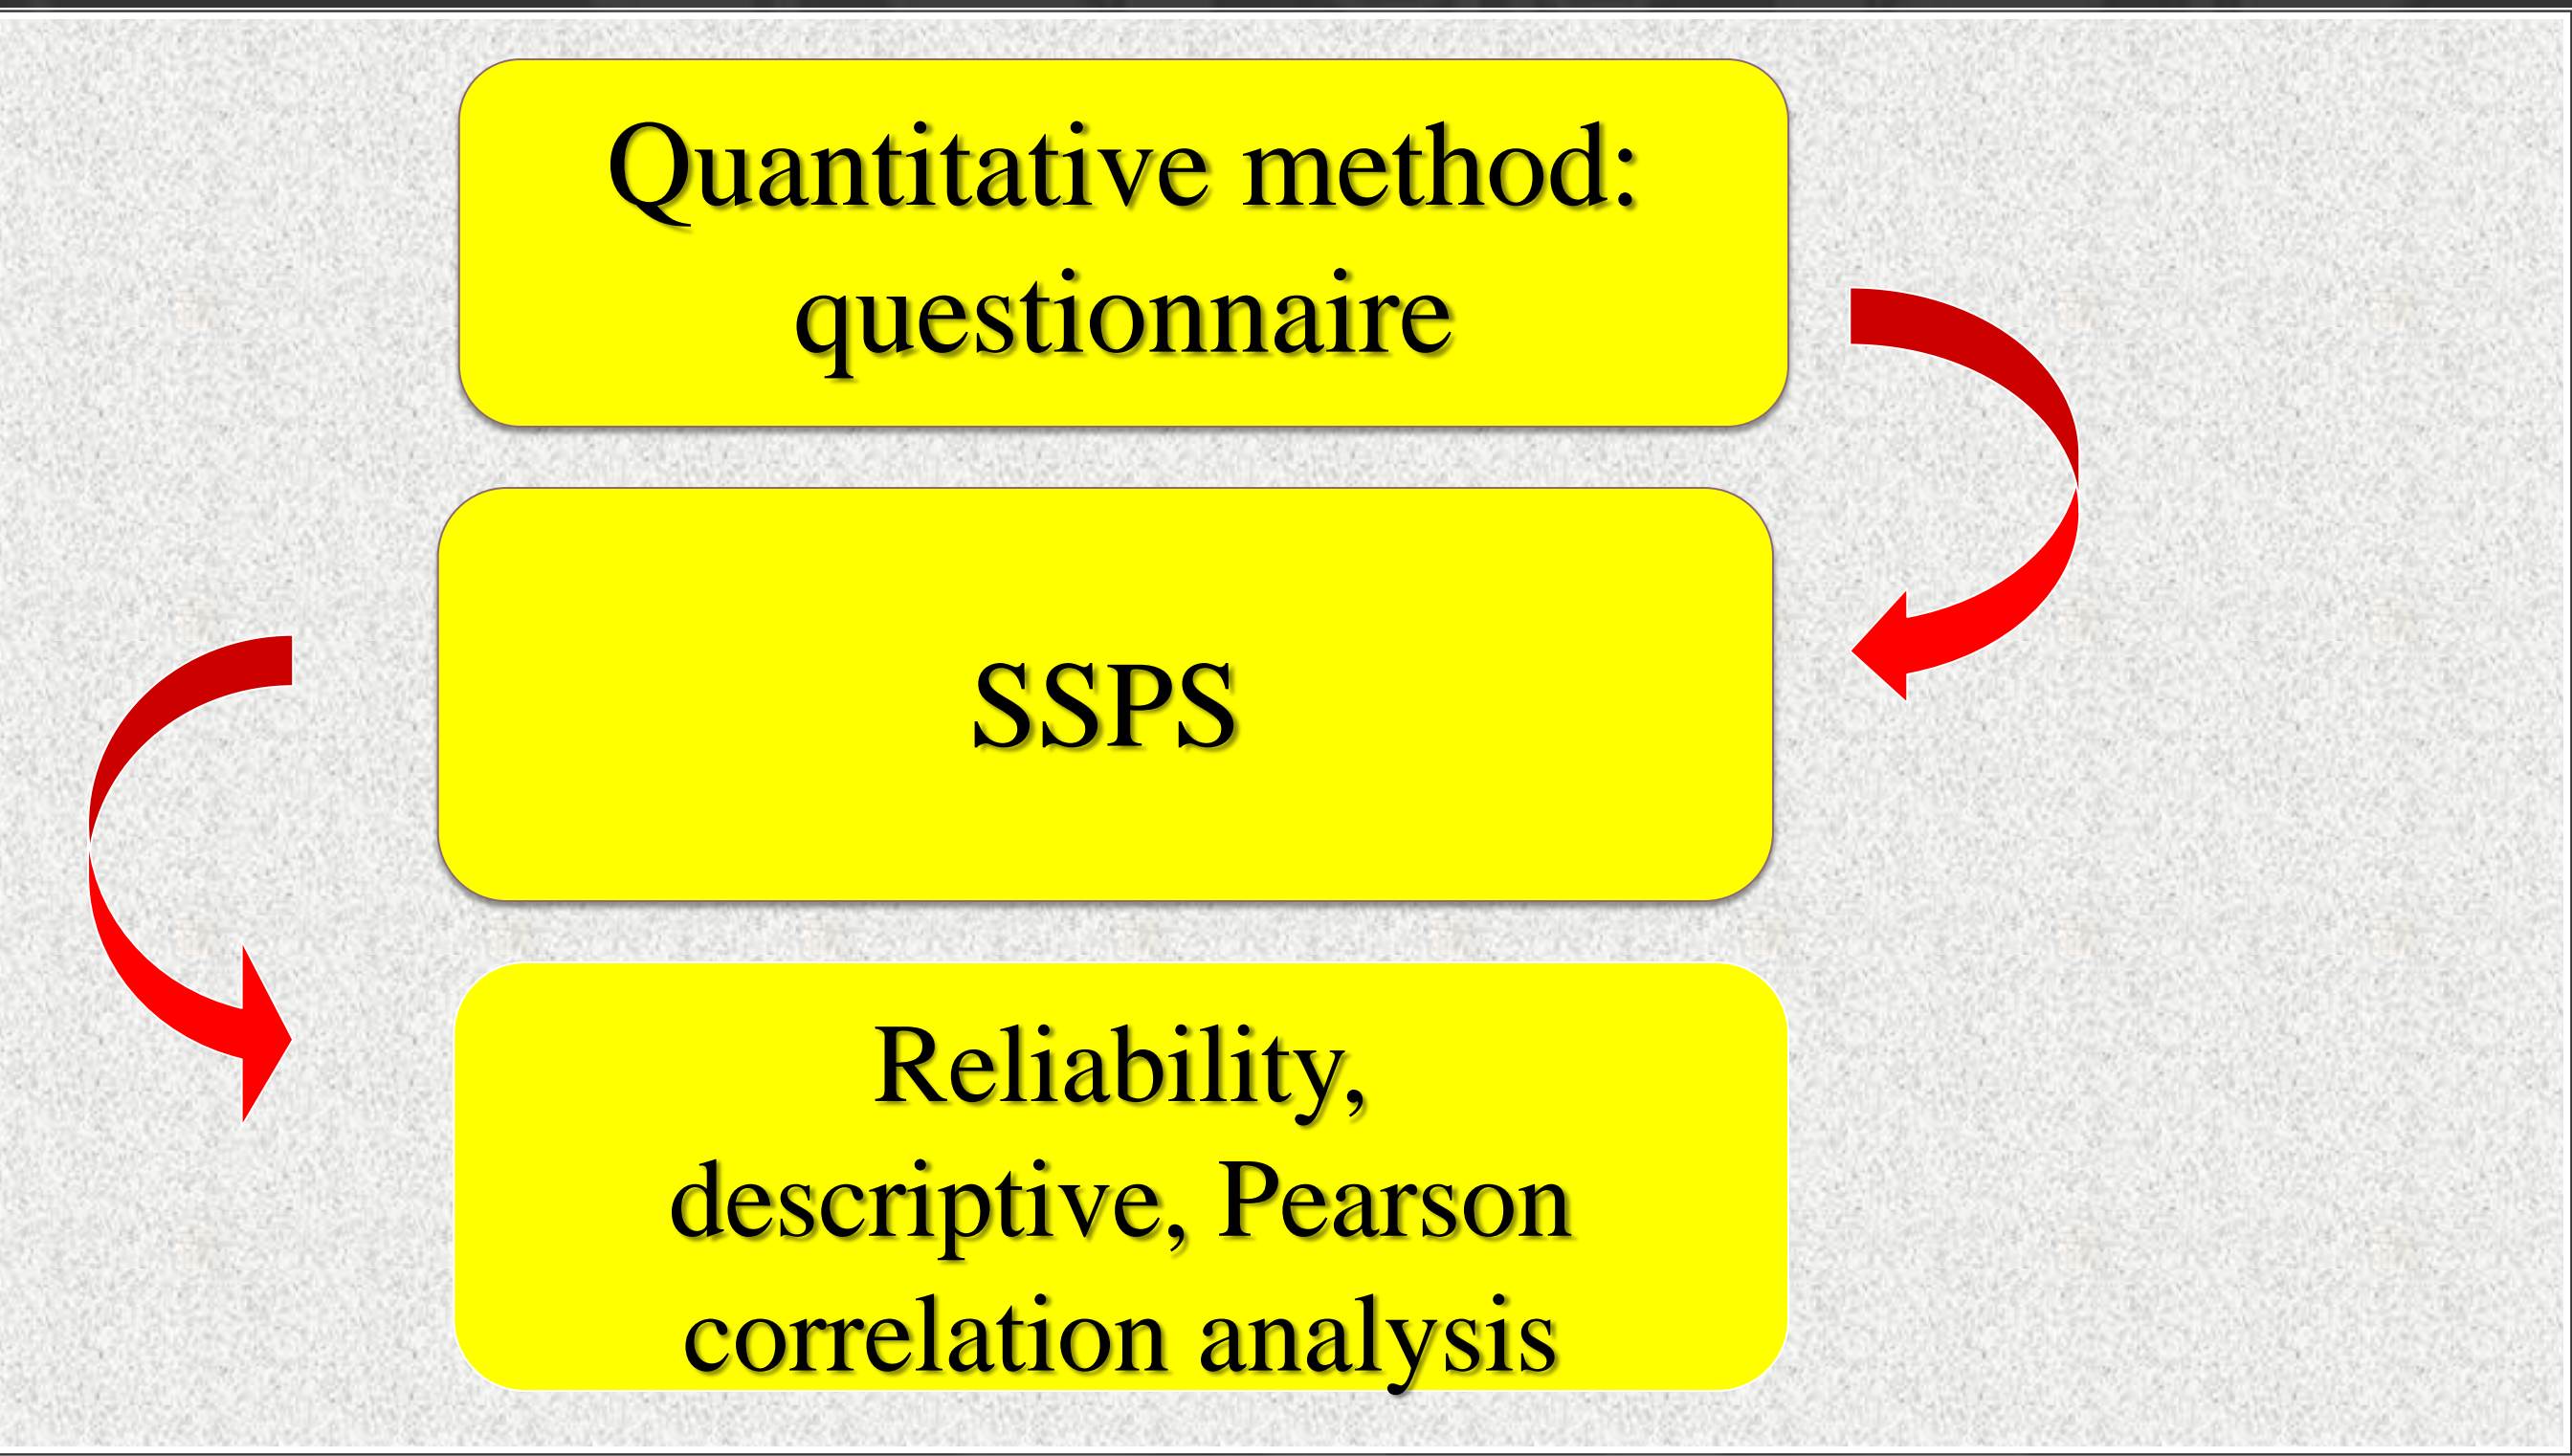 Quantitative method:
questionnaire
SSPS
Reliability,
descriptive, Pearson
correlation analysis